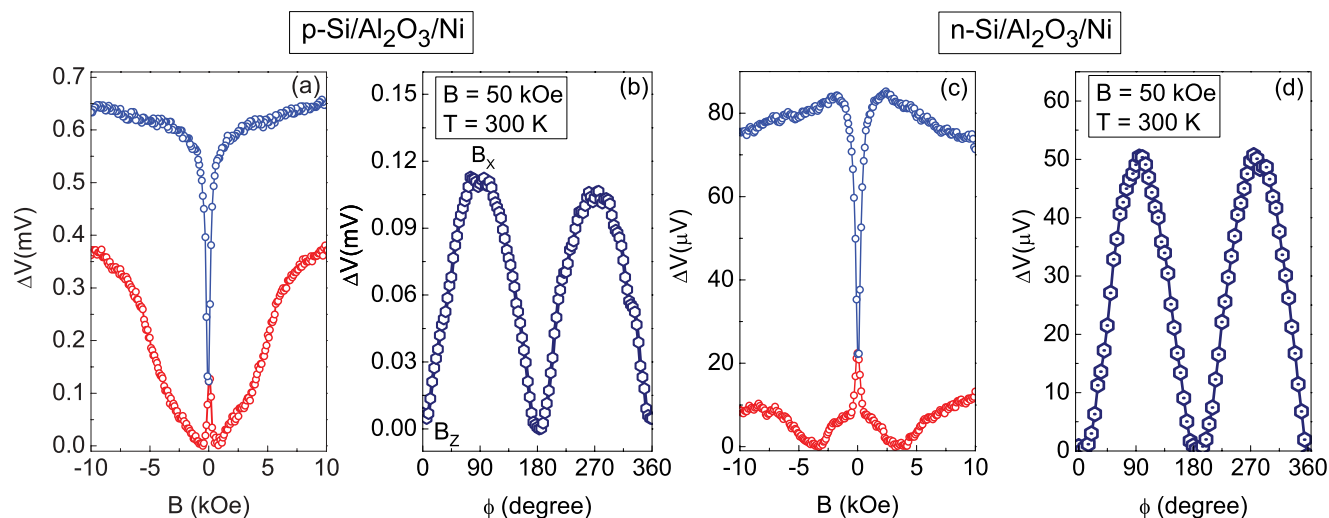 p-Si/Al₂O₃/Ni
n-Si/Al₂O₃/Ni
(a)
ΔV(mV)
0.7
0.6
0.5
0.4
0.3
0.2
0.1
0.0
-10 -5 0 5 10
B (kOe)
(b)
B = 50 kOe
T = 300 K
Bₓ
B_Z
ΔV(mV)
0.15
0.12
0.09
0.06
0.03
0.00
0 90 180 270 360
ϕ (degree)
(c)
ΔV(μV)
80
60
40
20
0
-10 -5 0 5 10
B (kOe)
(d)
B = 50 kOe
T = 300 K
ΔV(μV)
60
50
40
30
20
10
0
0 90 180 270 360
ϕ (degree)